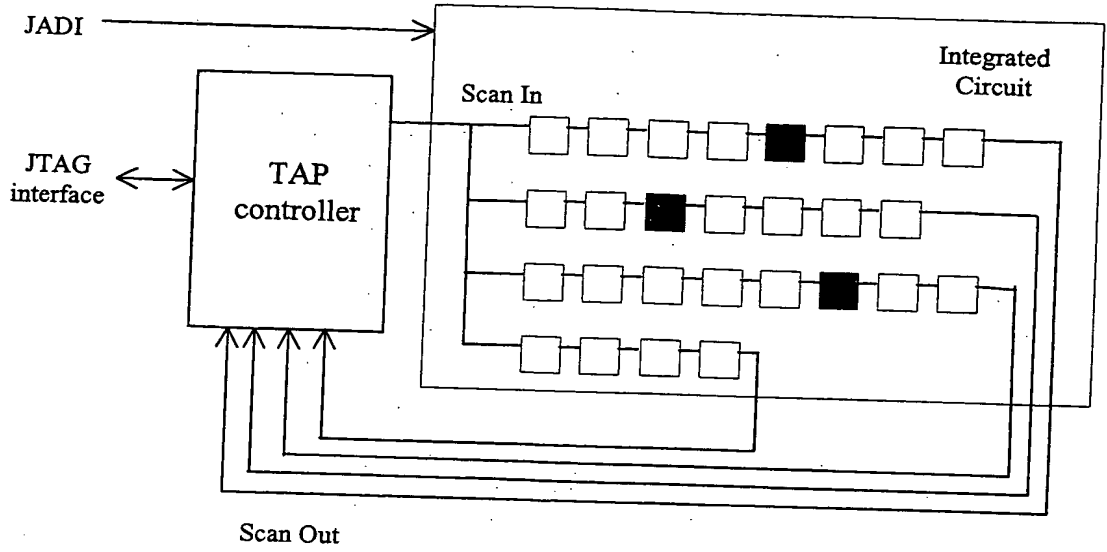 JADI
Integrated
Circuit
Scan In
TAP
controller
JTAG
interface
Scan Out